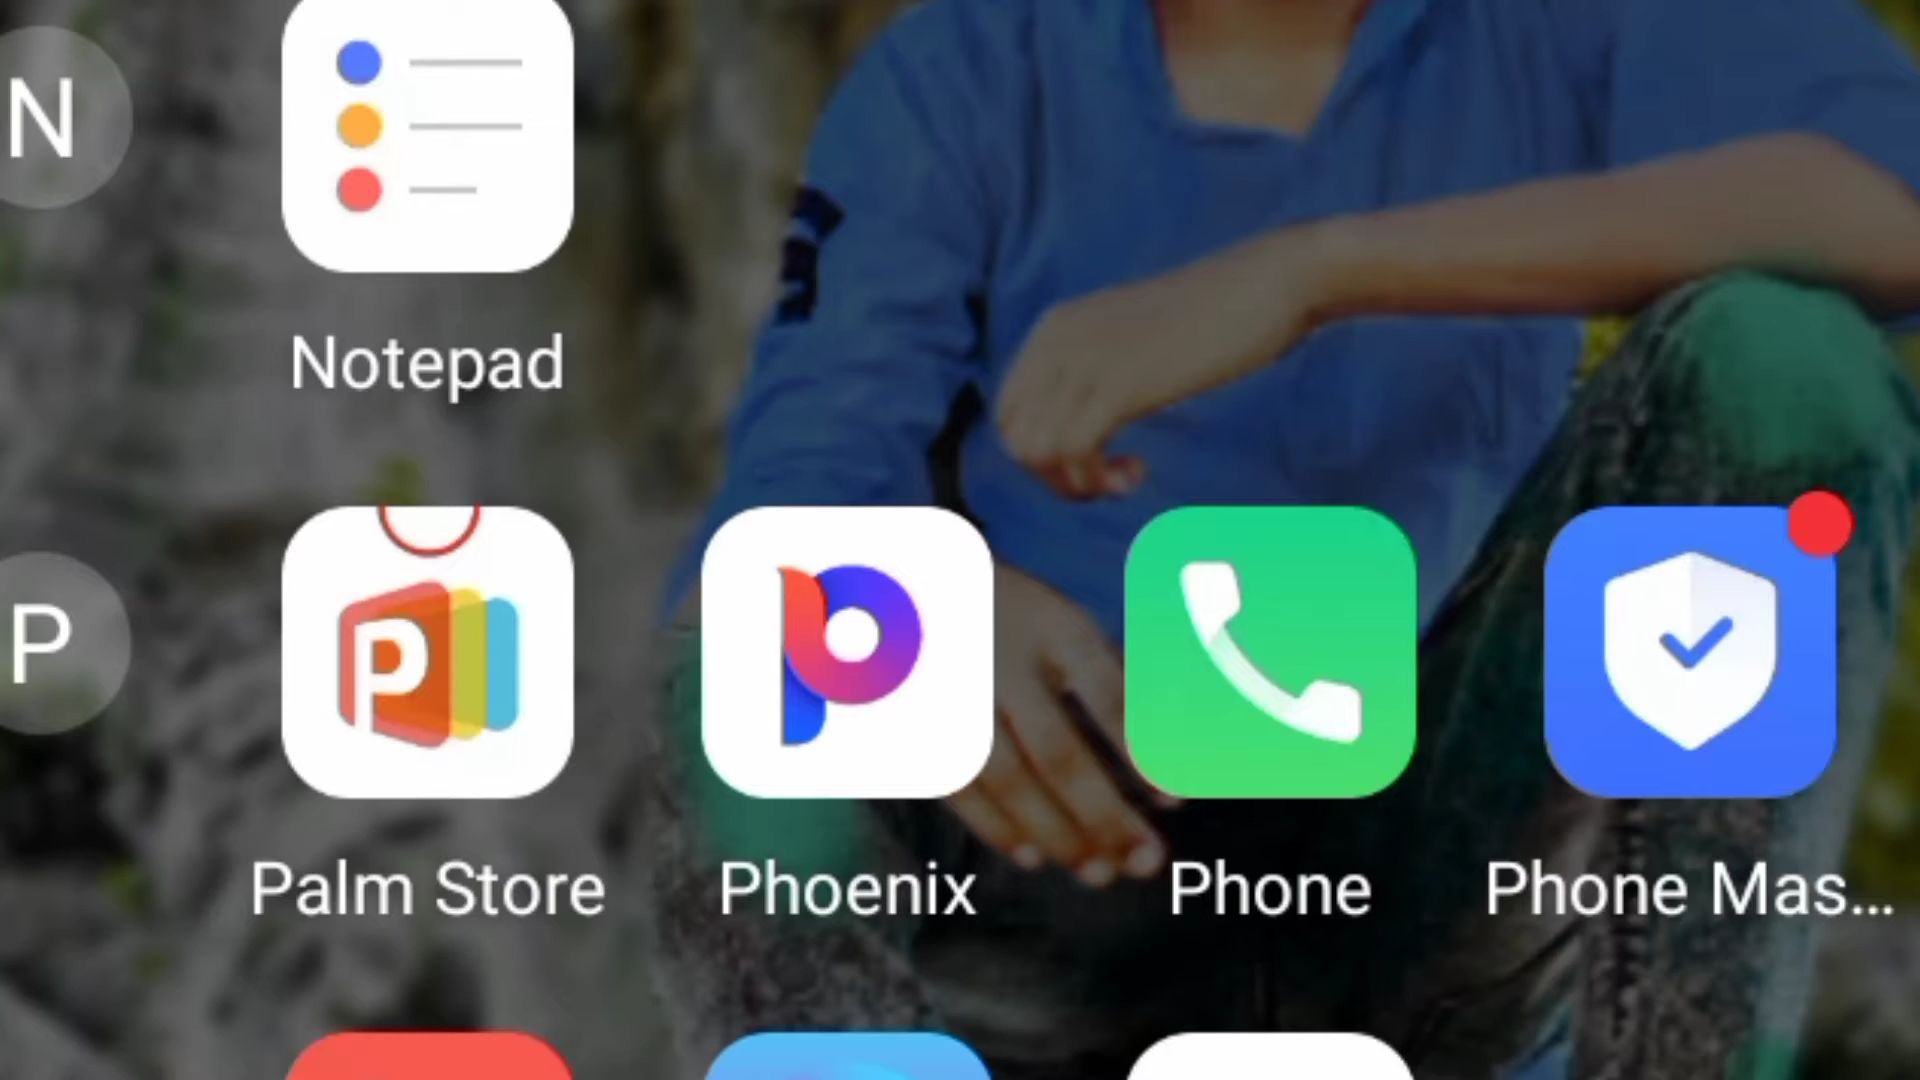 N
Notepad
P
P
Palm Store
Phoenix
Phone
Phone Mas...